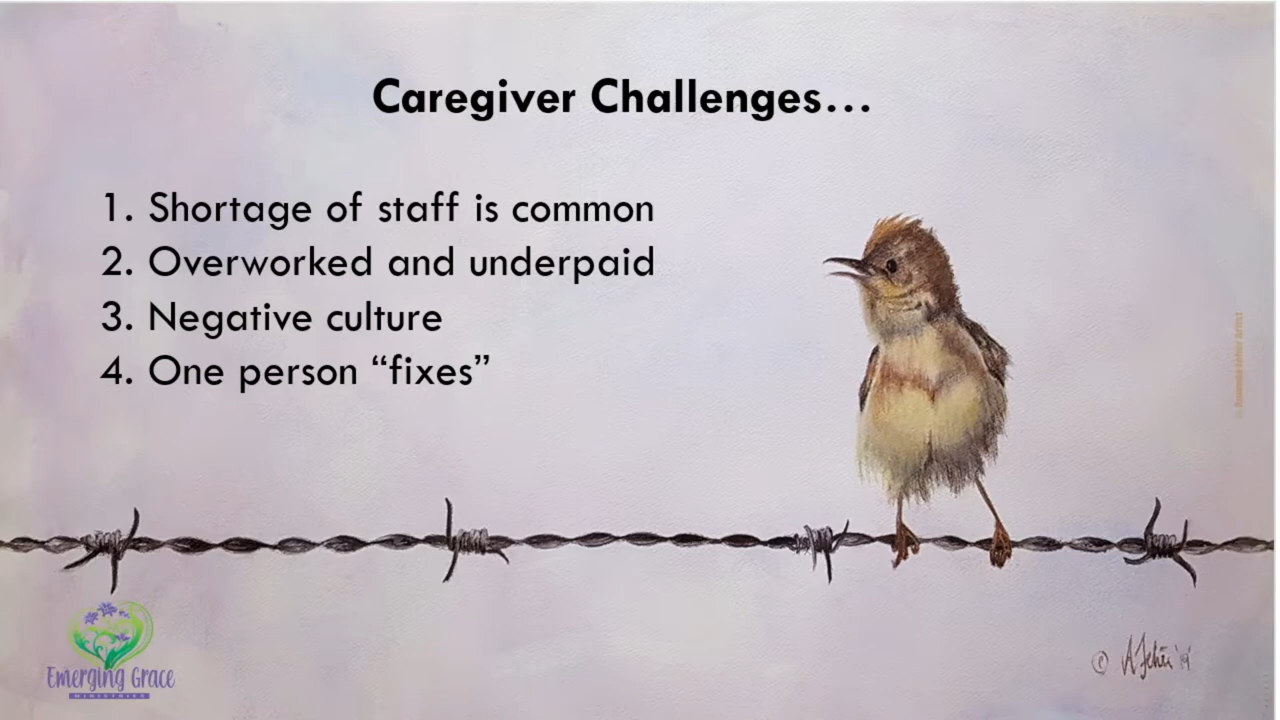 Caregiver Challenges…
1. Shortage of staff is common
2. Overworked and underpaid
3. Negative culture
4. One person “fixes”
Emerging Grace
MINISTRIES